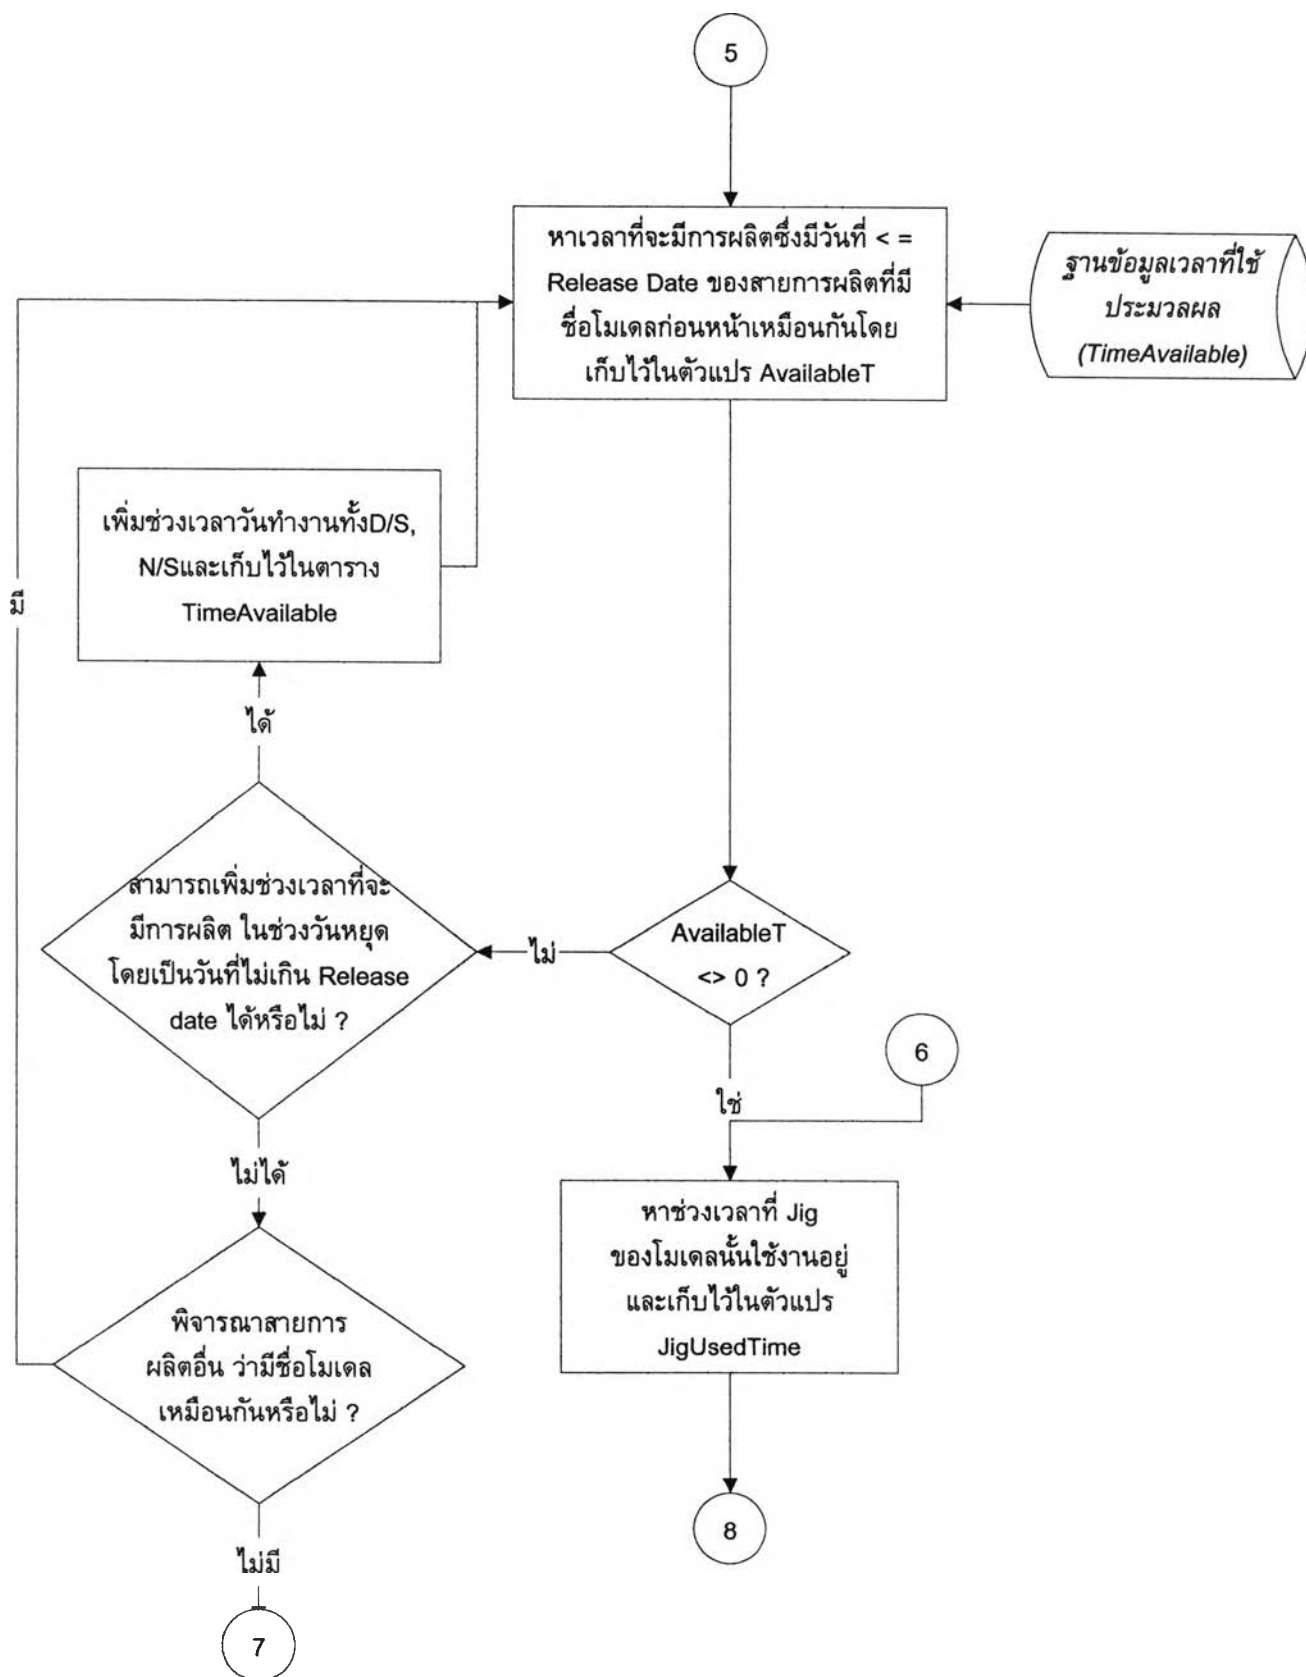 5
หาเวลาที่จะมีการผลิตซึ่งมีวันที่ < =
Release Date ของสายการผลิตที่มี
ชื่อโมเดลก่อนหน้าเหมือนกันโดย
เก็บไว้ในตัวแปร AvailableT
ฐานข้อมูลเวลาที่ใช้
ประมวลผล
(TimeAvailable)
เพิ่มช่วงเวลาวันทำงานทั้งD/S,
N/Sและเก็บไว้ในตาราง
TimeAvailable
มี
ได้
สามารถเพิ่มช่วงเวลาที่จะ
มีการผลิต ในช่วงวันหยุด
โดยเป็นวันที่ไม่เกิน Release
date ได้หรือไม่ ?
ไม่
AvailableT
<> 0 ?
6
ใช่
ไม่ได้
หาช่วงเวลาที่ Jig
ของโมเดลนั้นใช้งานอยู่
และเก็บไว้ในตัวแปร
JigUsedTime
พิจารณาสายการ
ผลิตอื่น ว่ามีชื่อโมเดล
เหมือนกันหรือไม่ ?
8
ไม่มี
7